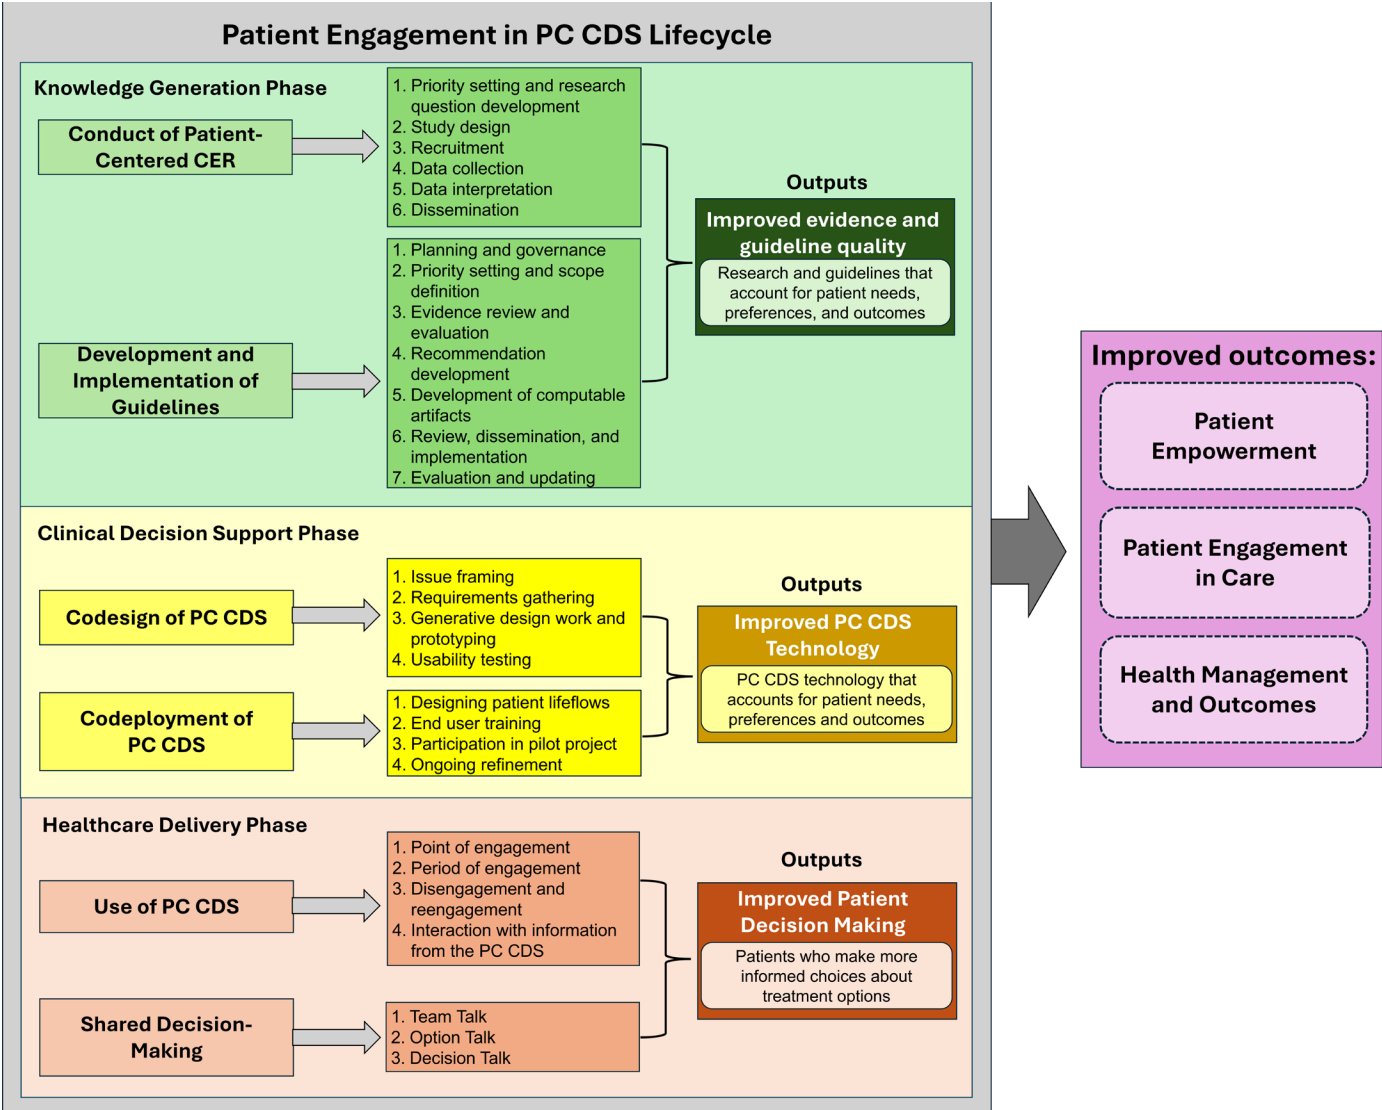 Patient Engagement in PC CDS Lifecycle
Knowledge Generation Phase
Conduct of Patient-
Centered CER
1. Priority setting and research
question development
2. Study design
3. Recruitment
4. Data collection
5. Data interpretation
6. Dissemination
Development and
Implementation of
Guidelines
1. Planning and governance
2. Priority setting and scope
definition
3. Evidence review and
evaluation
4. Recommendation
development
5. Development of computable
artifacts
6. Review, dissemination, and
implementation
7. Evaluation and updating
Outputs
Improved evidence and
guideline quality
Research and guidelines that
account for patient needs,
preferences, and outcomes
Clinical Decision Support Phase
Codesign of PC CDS
1. Issue framing
2. Requirements gathering
3. Generative design work and
prototyping
4. Usability testing
Codeployment of
PC CDS
1. Designing patient lifeflows
2. End user training
3. Participation in pilot project
4. Ongoing refinement
Outputs
Improved PC CDS
Technology
PC CDS technology that
accounts for patient needs,
preferences and outcomes
Healthcare Delivery Phase
Use of PC CDS
1. Point of engagement
2. Period of engagement
3. Disengagement and
reengagement
4. Interaction with information
from the PC CDS
Shared Decision-
Making
1. Team Talk
2. Option Talk
3. Decision Talk
Outputs
Improved Patient
Decision Making
Patients who make more
informed choices about
treatment options
Improved outcomes:
Patient
Empowerment
Patient Engagement
in Care
Health Management
and Outcomes